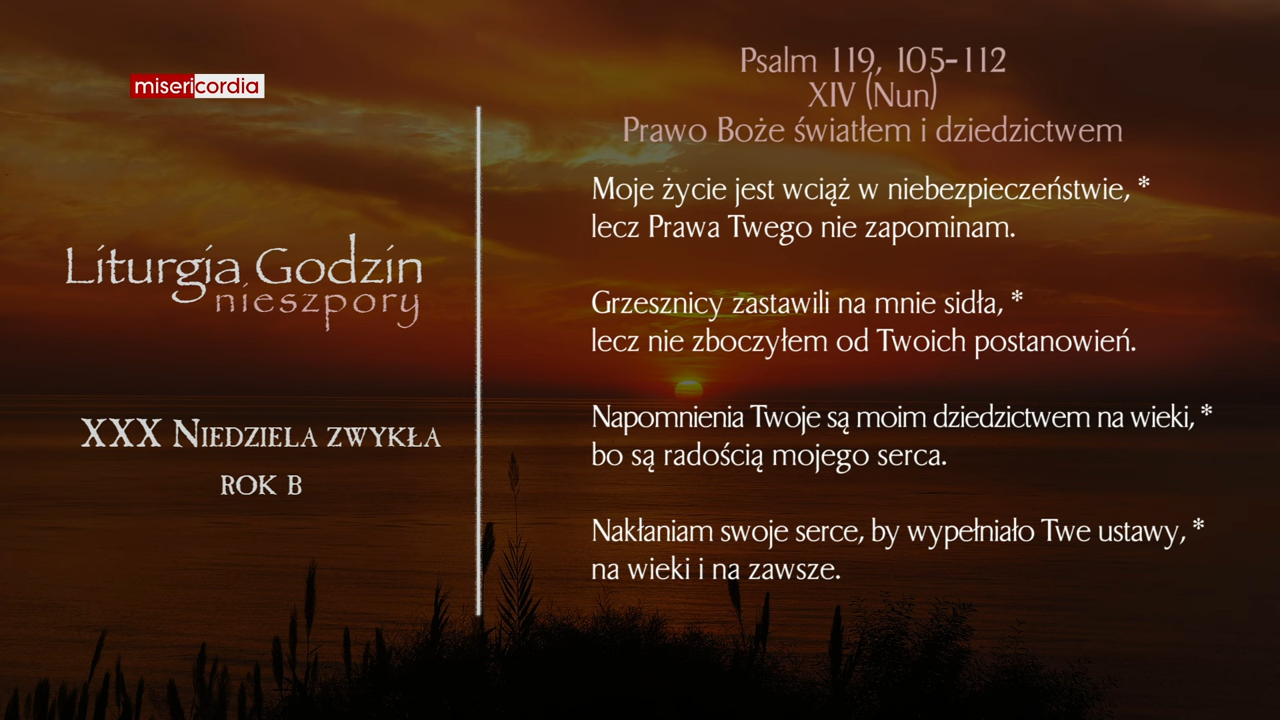 misericordia
Liturgia Godzin
nieszpory
XXX Niedziela zwykła
rok B
Psalm 119, 105-112
XIV (Nun)
Prawo Boże światłem i dziedzictwem
Moje życie jest wciąż w niebezpieczeństwie, *
lecz Prawa Twego nie zapominam.
Grzesznicy zastawili na mnie sidła, *
lecz nie zboczyłem od Twoich postanowień.
Napomnienia Twoje są moim dziedzictwem na wieki, *
bo są radością mojego serca.
Nakłaniam swoje serce, by wypełniało Twe ustawy, *
na wieki i na zawsze.